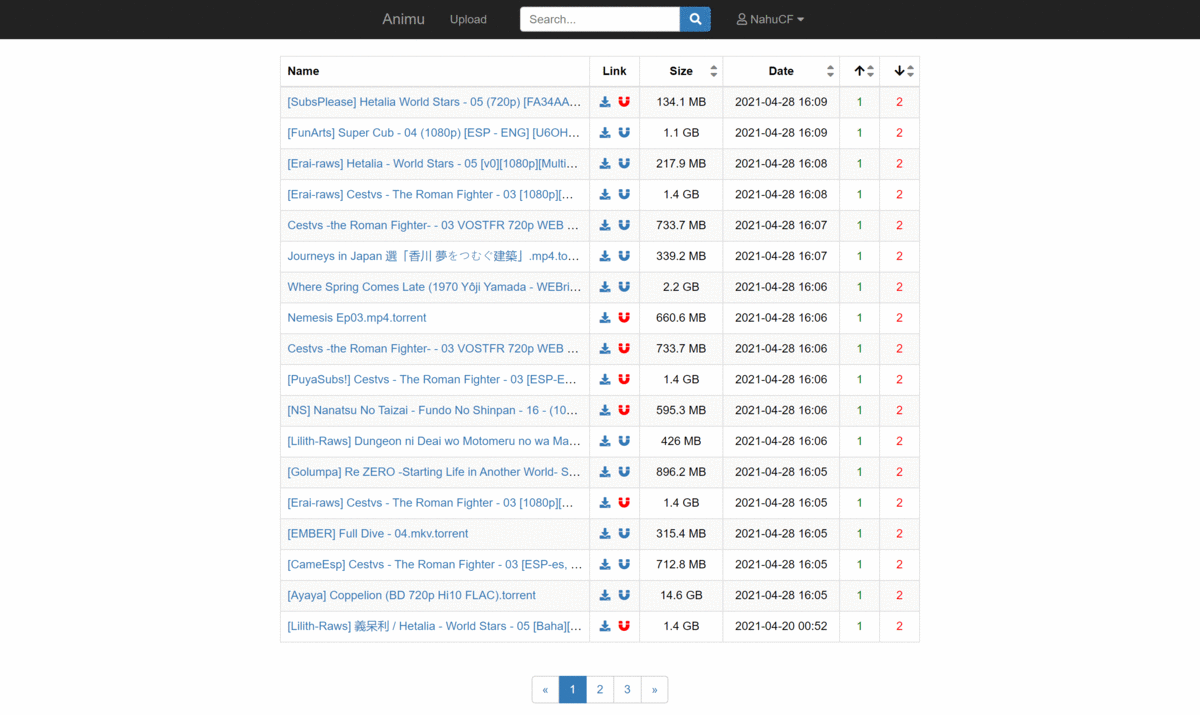 Animu Upload Search... NahuCF
Name Link Size Date
[SubsPlease] Hetalia World Stars - 05 (720p) [FA34AA... 134.1 MB 2021-04-28 16:09 1 2
[FunArts] Super Cub - 04 (1080p) [ESP - ENG] [U6OH... 1.1 GB 2021-04-28 16:09 1 2
[Erai-raws] Hetalia - World Stars - 05 [v0][1080p][Multi... 217.9 MB 2021-04-28 16:08 1 2
[Erai-raws] Cestvs - The Roman Fighter - 03 [1080p][... 1.4 GB 2021-04-28 16:08 1 2
Cestvs -the Roman Fighter- - 03 VOSTFR 720p WEB ... 733.7 MB 2021-04-28 16:07 1 2
Journeys in Japan 選「香川 夢をつむぐ建築」.mp4.to... 339.2 MB 2021-04-28 16:07 1 2
Where Spring Comes Late (1970 Yôji Yamada - WEBri... 2.2 GB 2021-04-28 16:06 1 2
Nemesis Ep03.mp4.torrent 660.6 MB 2021-04-28 16:06 1 2
Cestvs -the Roman Fighter- - 03 VOSTFR 720p WEB ... 733.7 MB 2021-04-28 16:06 1 2
[PuyaSubs!] Cestvs - The Roman Fighter - 03 [ESP-E... 1.4 GB 2021-04-28 16:06 1 2
[NS] Nanatsu No Taizai - Fundo No Shinpan - 16 - (10... 595.3 MB 2021-04-28 16:06 1 2
[Lilith-Raws] Dungeon ni Deai wo Motomeru no wa Ma... 426 MB 2021-04-28 16:06 1 2
[Golumpa] Re ZERO -Starting Life in Another World- S... 896.2 MB 2021-04-28 16:05 1 2
[Erai-raws] Cestvs - The Roman Fighter - 03 [1080p][... 1.4 GB 2021-04-28 16:05 1 2
[EMBER] Full Dive - 04.mkv.torrent 315.4 MB 2021-04-28 16:05 1 2
[CameEsp] Cestvs - The Roman Fighter - 03 [ESP-es, ... 712.8 MB 2021-04-28 16:05 1 2
[Ayaya] Coppelion (BD 720p Hi10 FLAC).torrent 14.6 GB 2021-04-28 16:05 1 2
[Lilith-Raws] 義呆利 / Hetalia - World Stars - 05 [Baha][... 1.4 GB 2021-04-20 00:52 1 2
« 1 2 3 »